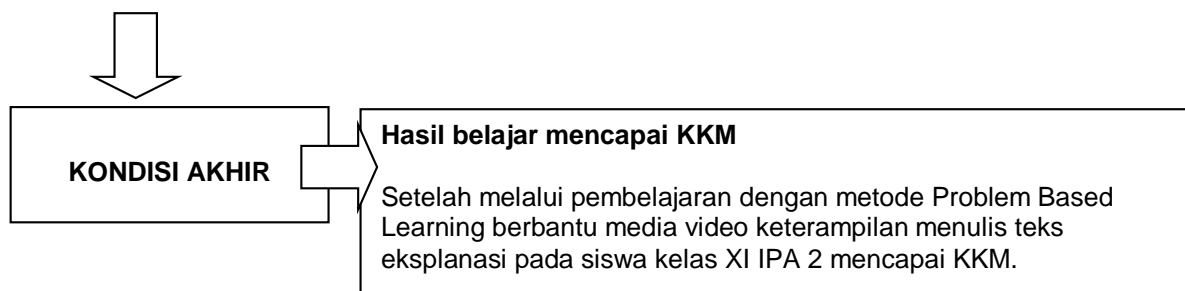 KONDISI AKHIR
Hasil belajar mencapai KKM
Setelah melalui pembelajaran dengan metode Problem Based
Learning berbantu media video keterampilan menulis teks
eksplanasi pada siswa kelas XI IPA 2 mencapai KKM.